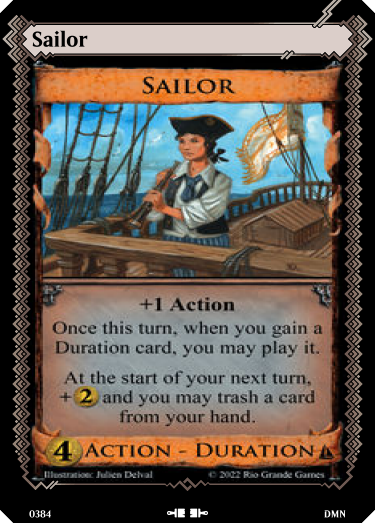 Sailor
SAILOR
+1 Action
Once this turn, when you gain a
Duration card, you may play it.
At the start of your next turn,
+2 and you may trash a card
from your hand.
4 ACTION - DURATION
Illustration: Julien Delval © 2022 Rio Grande Games
0384 DMN